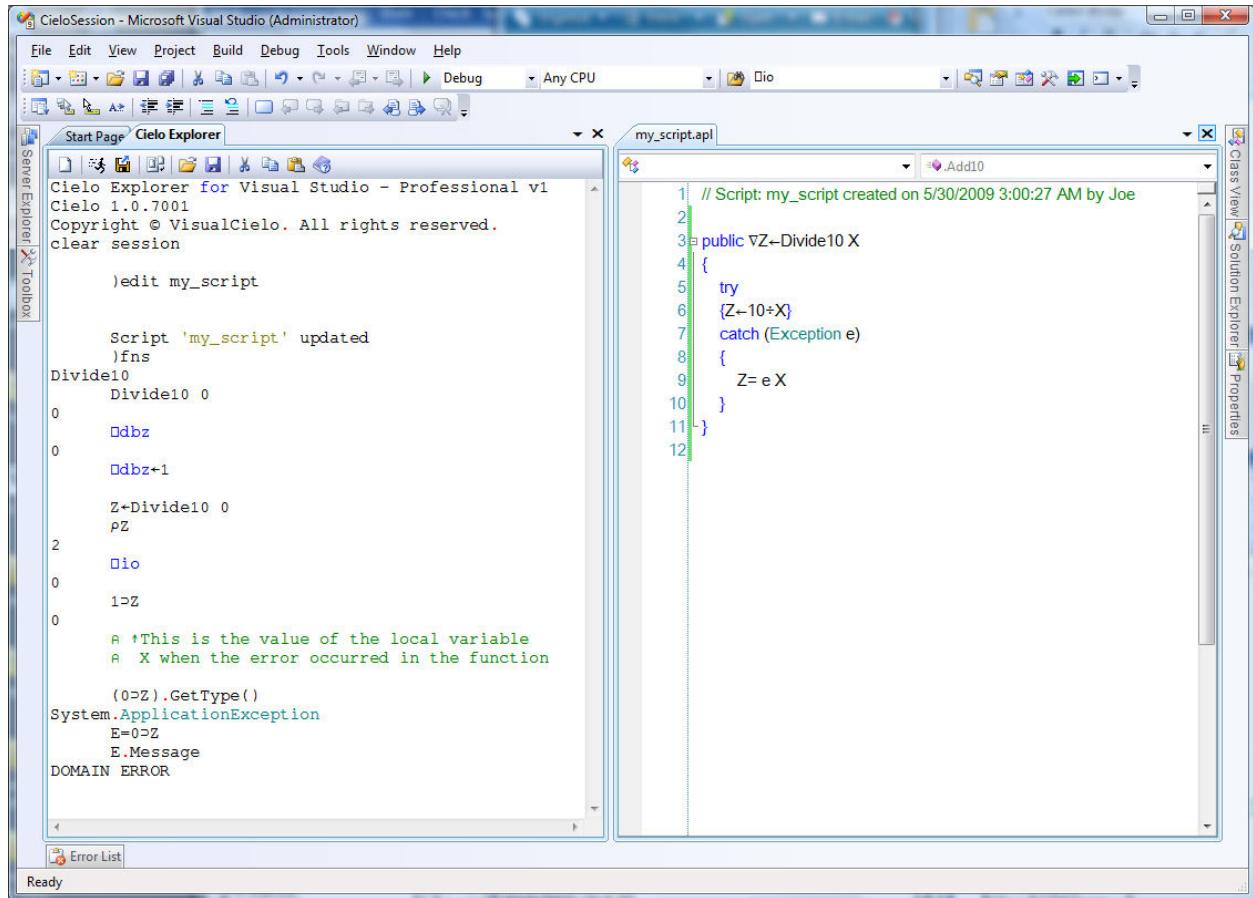 CieloSession - Microsoft Visual Studio (Administrator)
File Edit View Project Build Debug Tools Window Help
Debug Any CPU ⎕io
Server Explorer
Toolbox
Start Page Cielo Explorer
Cielo Explorer for Visual Studio - Professional v1
Cielo 1.0.7001
Copyright © VisualCielo. All rights reserved.
clear session
)edit my_script
Script 'my_script' updated
)fns
Divide10
Divide10 0
0
⎕dbz
0
⎕dbz←1
Z←Divide10 0
⍴Z
2
⎕io
0
1⊃Z
0
⍝ ↑This is the value of the local variable
⍝ X when the error occurred in the function
(0⊃Z).GetType()
System.ApplicationException
E=0⊃Z
E.Message
DOMAIN ERROR
my_script.apl
.Add10
1 // Script: my_script created on 5/30/2009 3:00:27 AM by Joe
2
3 public ∇Z←Divide10 X
4 {
5 try
6 {Z←10÷X}
7 catch (Exception e)
8 {
9 Z= e X
10 }
11 }
12
Class View
Solution Explorer
Properties
Error List
Ready